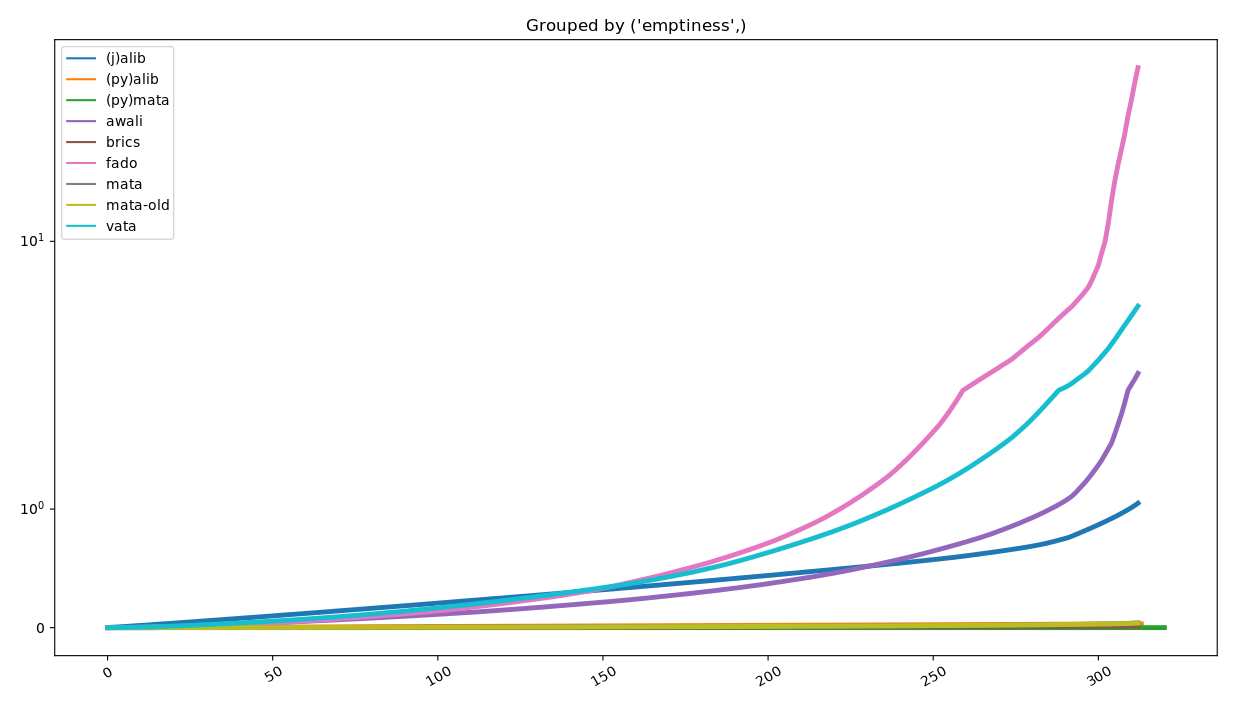 Grouped by ('emptiness',)
(j)alib
(py)alib
(py)mata
awali
brics
fado
mata
mata-old
vata
10¹
10⁰
0
0 50 100 150 200 250 300